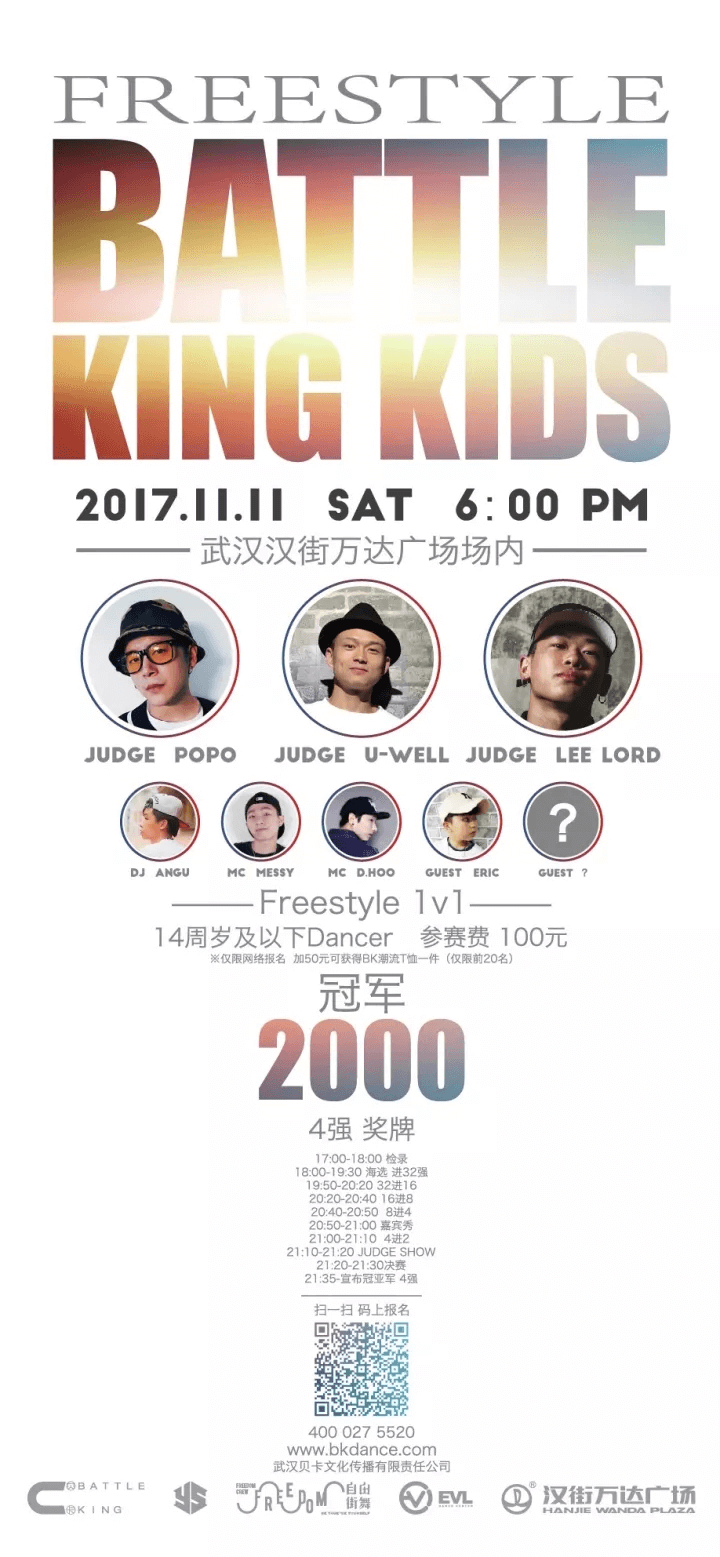 FREESTYLE
BATTLE
KING KIDS
2017.11.11 SAT 6:00 PM
武汉汉街万达广场场内
JUDGE POPO JUDGE U-WELL JUDGE LEE LORD
?
DJ ANGU MC MESSY MC D.HOO GUEST ERIC GUEST ?
Freestyle 1v1
14周岁及以下Dancer 参赛费 100元
※仅限网络报名 加50元可获得BK潮流T恤一件（仅限前20名）
冠军
2000
4强 奖牌
17:00-18:00 检录
18:00-19:30 海选 进32强
19:50-20:20 32进16
20:20-20:40 16进8
20:40-20:50 8进4
20:50-21:00 嘉宾秀
21:00-21:10 4进2
21:10-21:20 JUDGE SHOW
21:20-21:30决赛
21:35-宣布冠亚军 4强
扫一扫 码上报名
400 027 5520
www.bkdance.com
武汉贝卡文化传播有限责任公司
BATTLE
KING
FREEDOM
自由
街舞
EVL
®
汉街万达广场
HANJIE WANDA PLAZA